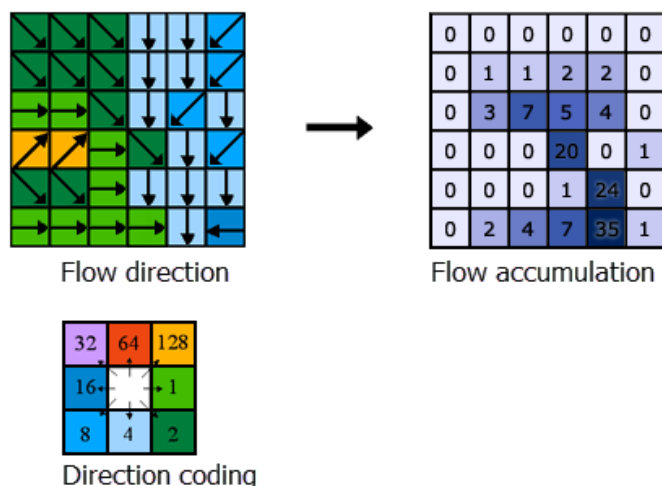 0 0 0 0 0 0
0 1 1 2 2 0
0 3 7 5 4 0
0 0 0 20 0 1
0 0 0 1 24 0
0 2 4 7 35 1
Flow direction
Flow accumulation
32 64 128
16 1
8 4 2
Direction coding